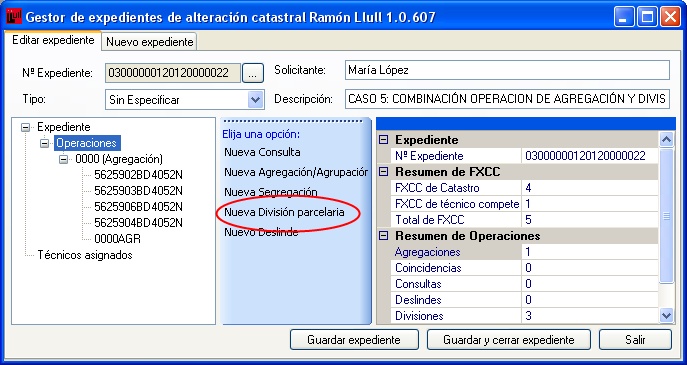 Gestor de expedientes de alteración catastral Ramón Llull 1.0.607
Editar expediente
Nuevo expediente
Nº Expediente:
03000000120120000022
...
Solicitante:
María López
Tipo:
Sin Especificar
Descripción:
CASO 5: COMBINACIÓN OPERACION DE AGREGACIÓN Y DIVIS
Expediente
Operaciones
0000 (Agregación)
5625902BD4052N
5625903BD4052N
5625906BD4052N
5625904BD4052N
0000AGR
Técnicos asignados
Elija una opción:
Nueva Consulta
Nueva Agregación/Agrupación
Nueva Segregación
Nueva División parcelaria
Nuevo Deslinde
Expediente
Nº Expediente 03000000120120000022
Resumen de FXCC
FXCC de Catastro 4
FXCC de técnico compete 1
Total de FXCC 5
Resumen de Operaciones
Agregaciones 1
Coincidencias 0
Consultas 0
Deslindes 0
Divisiones 3
Guardar expediente
Guardar y cerrar expediente
Salir